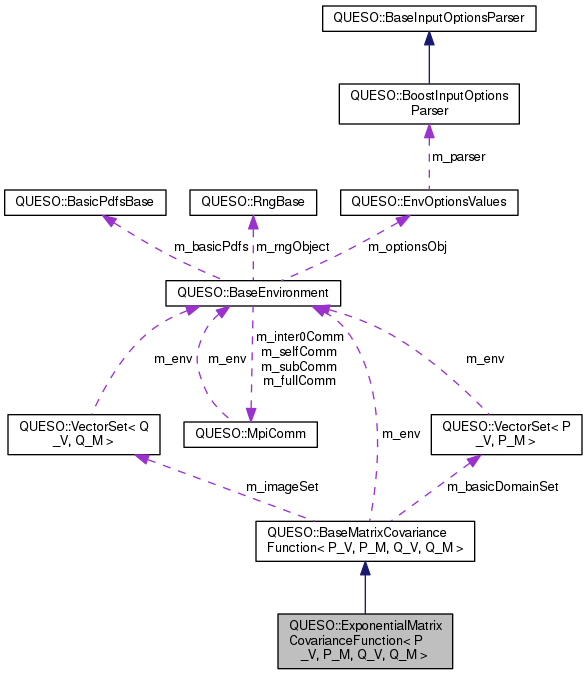 QUESO::BaseInputOptionsParser
QUESO::BoostInputOptions
Parser
m_parser
QUESO::BasicPdfsBase
QUESO::RngBase
QUESO::EnvOptionsValues
m_basicPdfs
m_rngObject
m_optionsObj
QUESO::BaseEnvironment
m_env
m_env
m_inter0Comm
m_selfComm
m_subComm
m_fullComm
m_env
QUESO::VectorSet< Q
_V, Q_M >
QUESO::MpiComm
m_env
QUESO::VectorSet< P
_V, P_M >
m_imageSet
m_basicDomainSet
QUESO::BaseMatrixCovariance
Function< P_V, P_M, Q_V, Q_M >
QUESO::ExponentialMatrix
CovarianceFunction< P
_V, P_M, Q_V, Q_M >